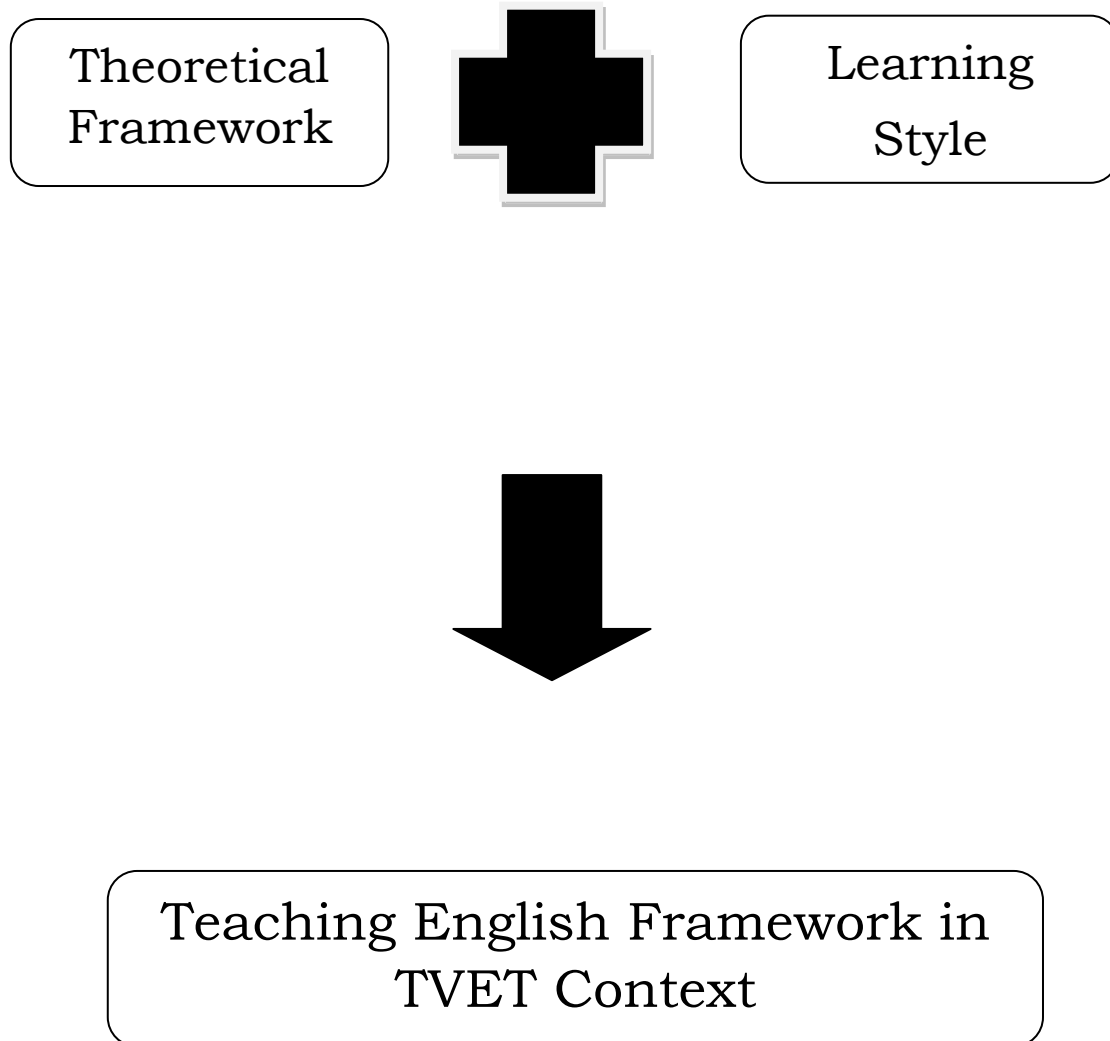 Theoretical
Framework
Learning
Style
Teaching English Framework in
TVET Context